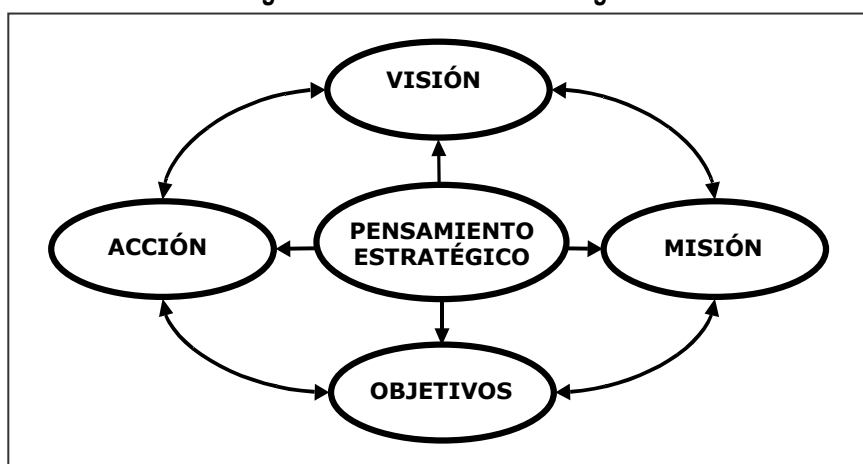 VISIÓN
ACCIÓN
PENSAMIENTO
ESTRATÉGICO
MISIÓN
OBJETIVOS